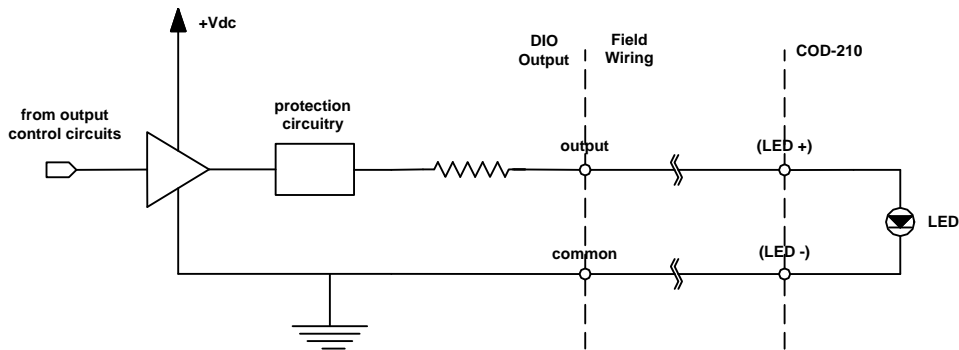 +Vdc
DIO
Output
Field
Wiring
COD-210
from output
control circuits
protection
circuitry
output
(LED +)
LED
common
(LED -)